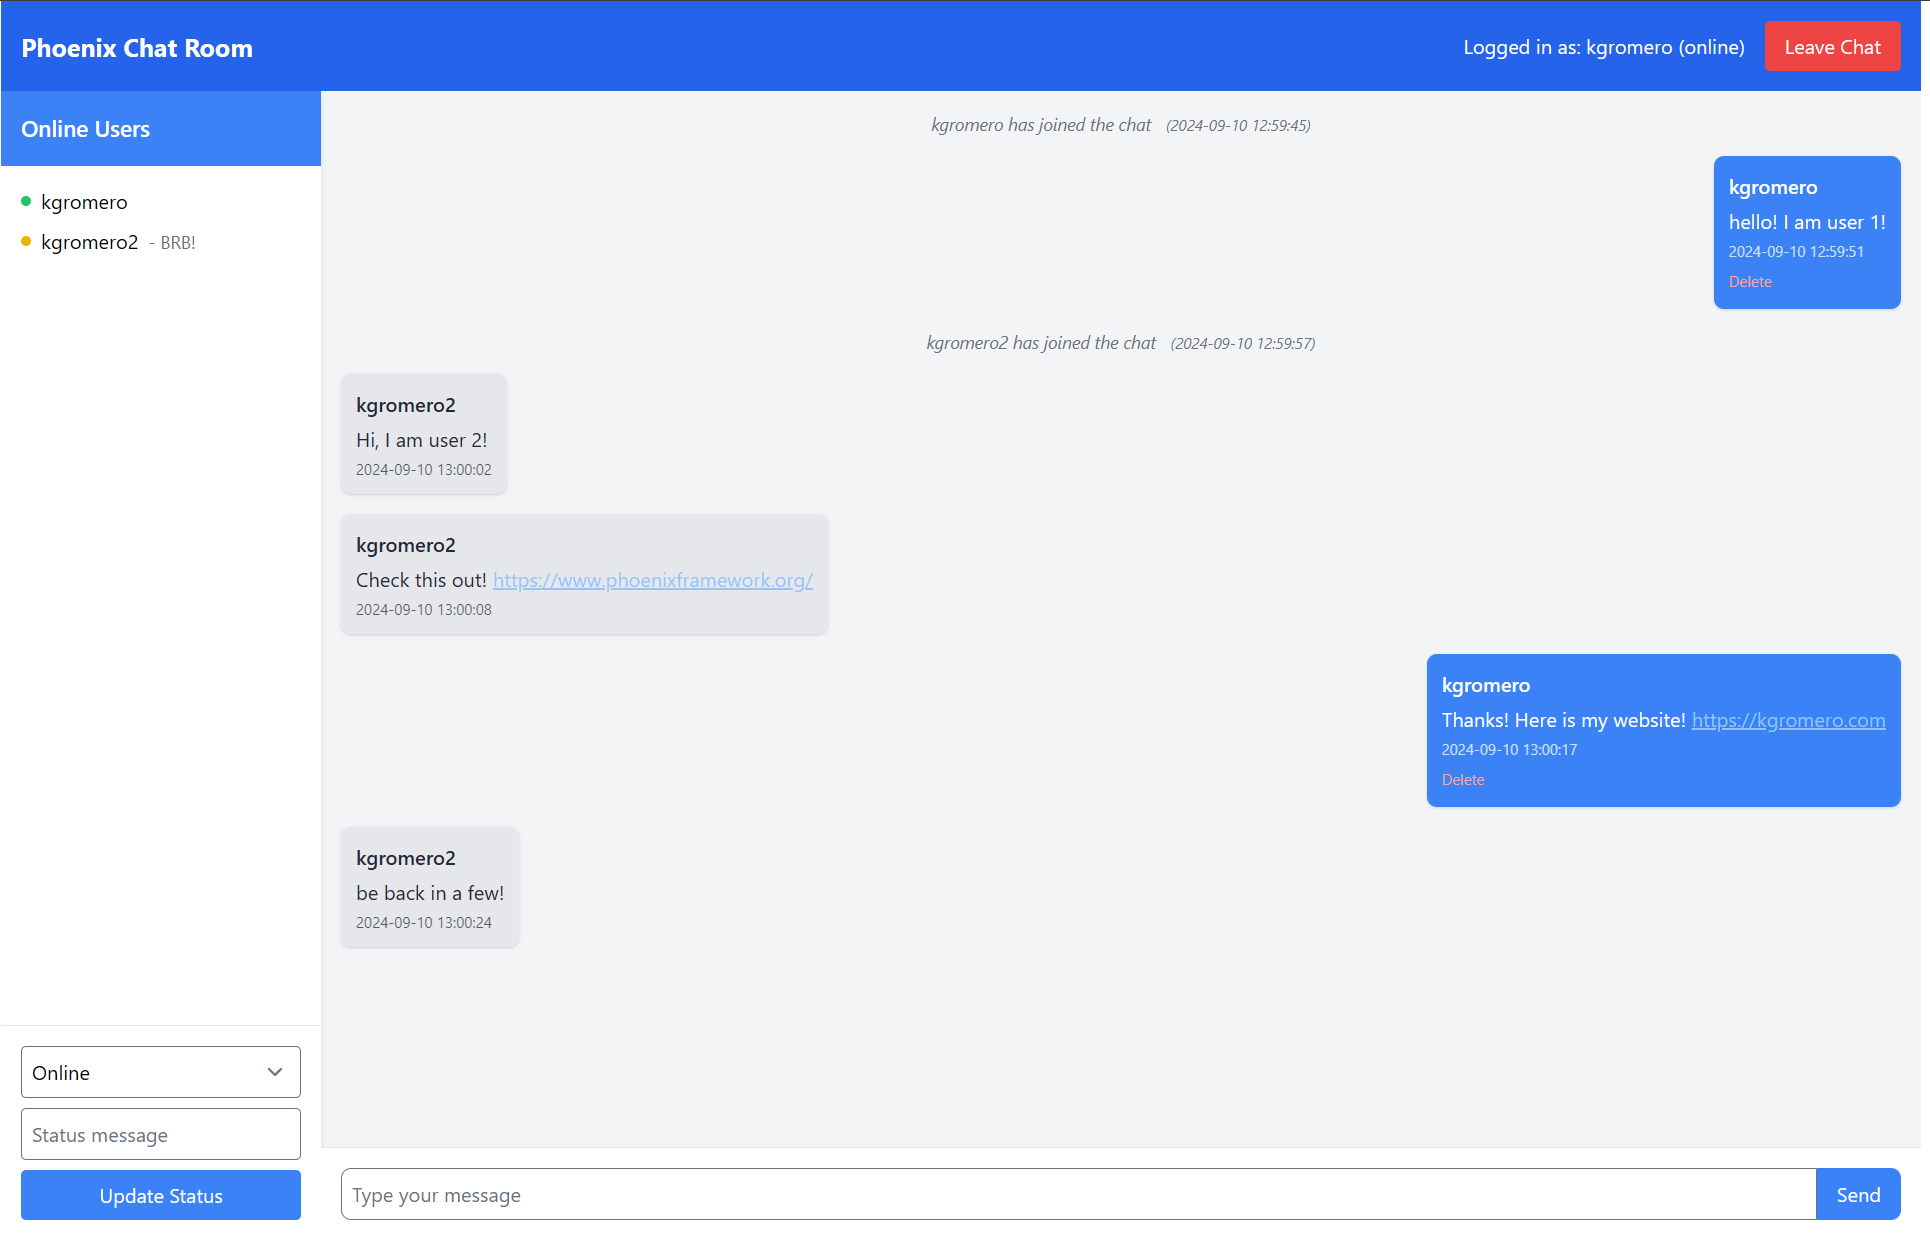 Phoenix Chat Room
Logged in as: kgromero (online)
Leave Chat
Online Users
kgromero
kgromero2 - BRB!
Online
Status message
Update Status
kgromero has joined the chat (2024-09-10 12:59:45)
kgromero
hello! I am user 1!
2024-09-10 12:59:51
Delete
kgromero2 has joined the chat (2024-09-10 12:59:57)
kgromero2
Hi, I am user 2!
2024-09-10 13:00:02
kgromero2
Check this out! https://www.phoenixframework.org/
2024-09-10 13:00:08
kgromero
Thanks! Here is my website! https://kgromero.com
2024-09-10 13:00:17
Delete
kgromero2
be back in a few!
2024-09-10 13:00:24
Type your message
Send